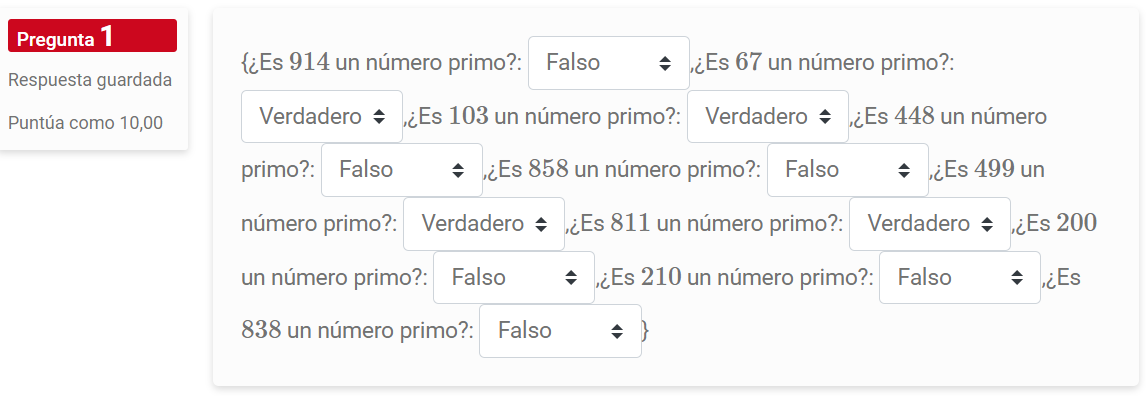 Pregunta 1
Respuesta guardada
Puntúa como 10,00
{¿Es 914 un número primo?: Falso ,¿Es 67 un número primo?:
Verdadero ,¿Es 103 un número primo?: Verdadero ,¿Es 448 un número
primo?: Falso ,¿Es 858 un número primo?: Falso ,¿Es 499 un
número primo?: Verdadero ,¿Es 811 un número primo?: Verdadero ,¿Es 200
un número primo?: Falso ,¿Es 210 un número primo?: Falso ,¿Es
838 un número primo?: Falso }